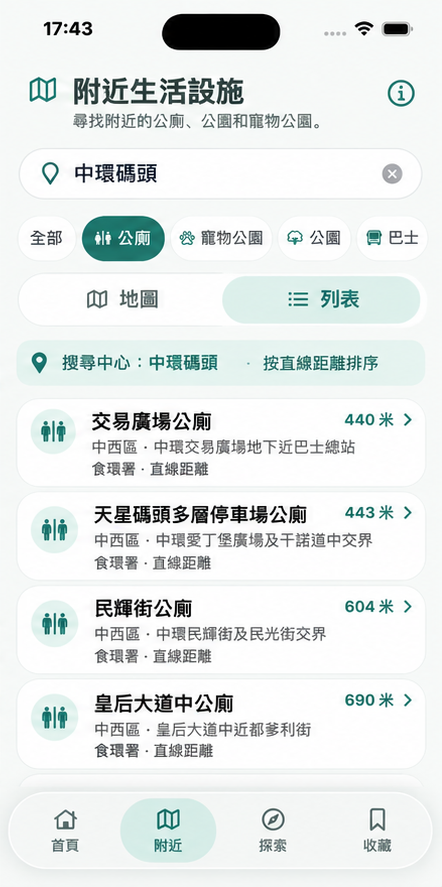 17:43
附近生活設施
尋找附近的公廁、公園和寵物公園。
中環碼頭
全部 公廁 寵物公園 公園 巴士
地圖 列表
搜尋中心：中環碼頭 · 按直線距離排序
交易廣場公廁 440 米
中西區 · 中環交易廣場地下近巴士總站
食環署 · 直線距離
天星碼頭多層停車場公廁 443 米
中西區 · 中環愛丁堡廣場及干諾道中交界
食環署 · 直線距離
民輝街公廁 604 米
中西區 · 中環民輝街及民光街交界
食環署 · 直線距離
皇后大道中公廁 690 米
中西區 · 皇后大道中近都爹利街
食環署 · 直線距離
首頁 附近 探索 收藏